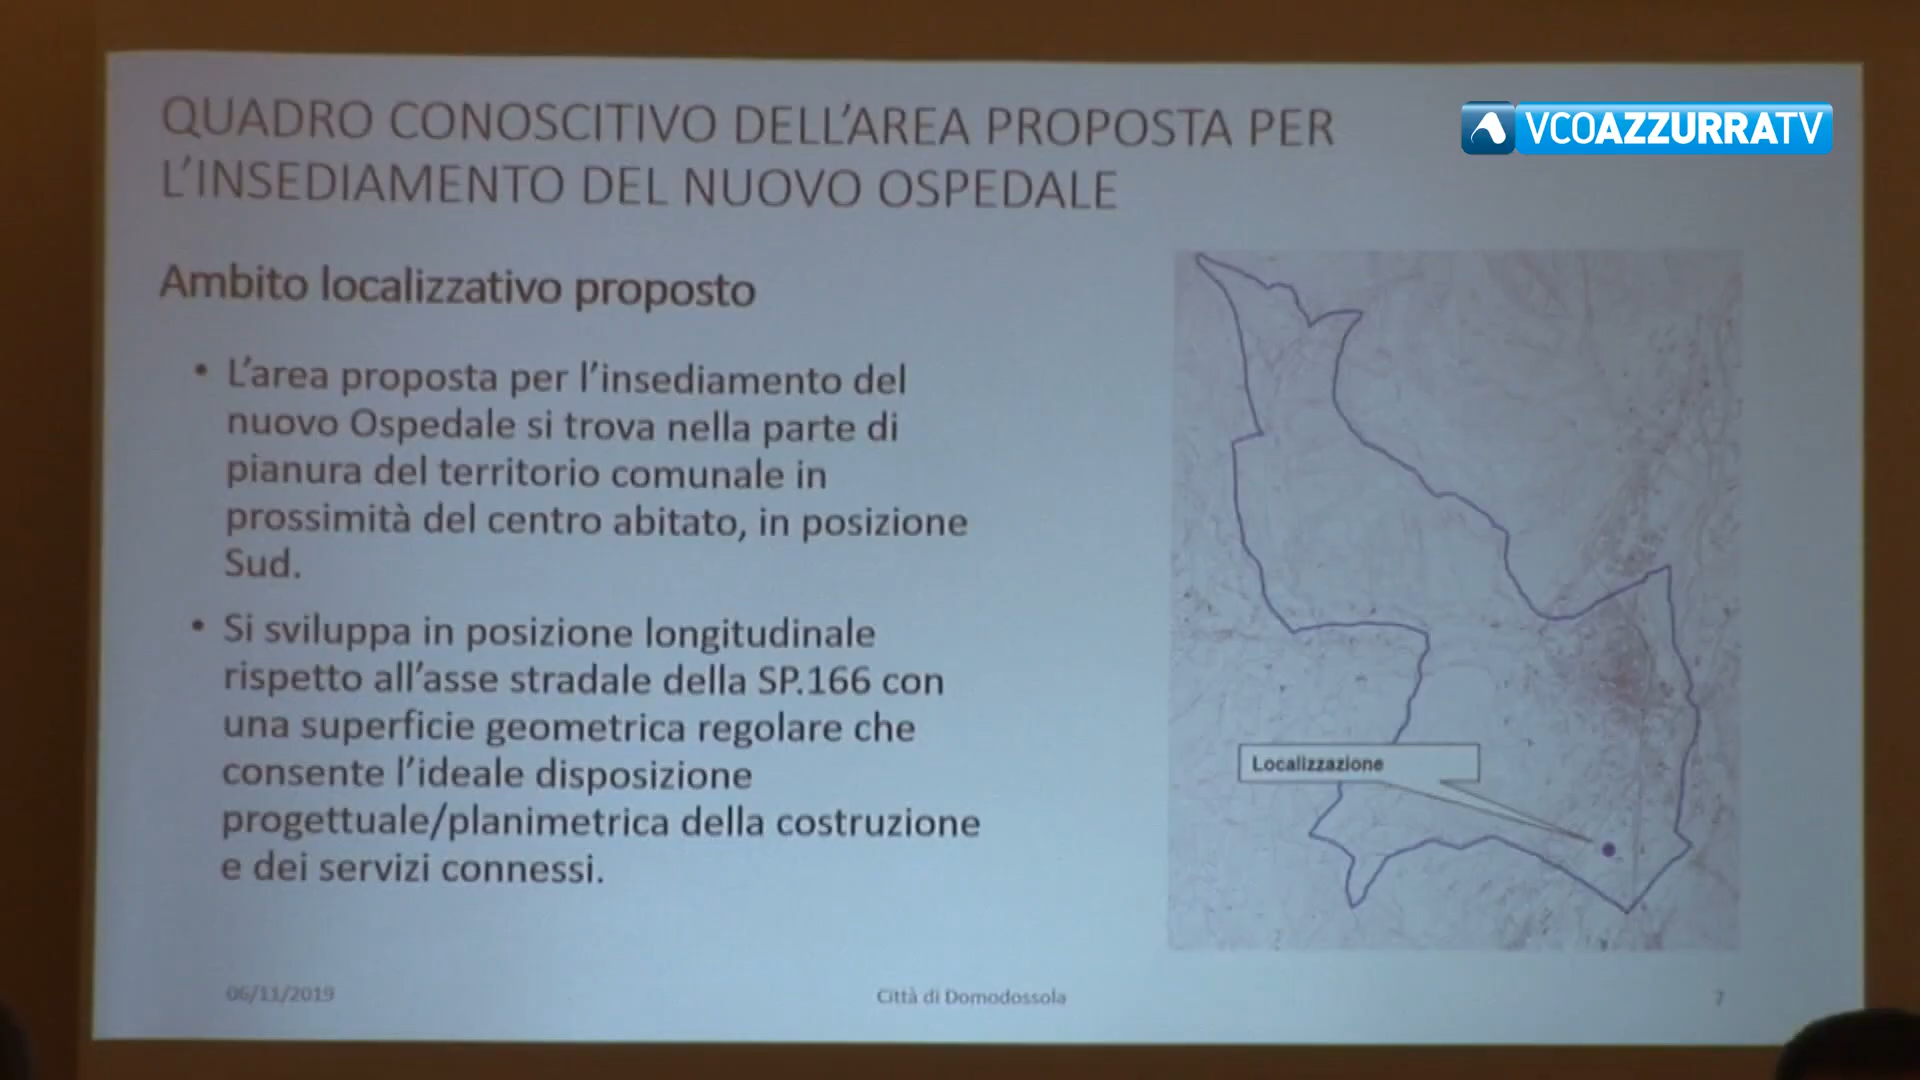 QUADRO CONOSCITIVO DELL'AREA PROPOSTA PER
L'INSEDIAMENTO DEL NUOVO OSPEDALE
VCOAZZURRATV
Ambito localizzativo proposto
• L'area proposta per l'insediamento del
nuovo Ospedale si trova nella parte di
pianura del territorio comunale in
prossimità del centro abitato, in posizione
Sud.
• Si sviluppa in posizione longitudinale
rispetto all'asse stradale della SP.166 con
una superficie geometrica regolare che
consente l'ideale disposizione
progettuale/planimetrica della costruzione
e dei servizi connessi.
Localizzazione
06/11/2019
Città di Domodossola
7